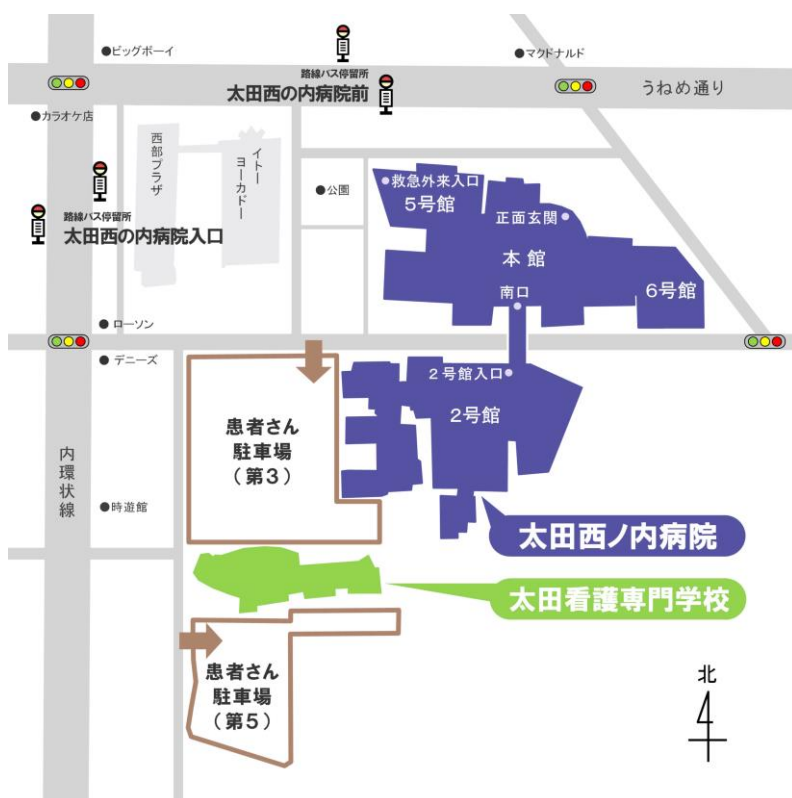 ●ビッグボーイ
●マクドナルド
路線バス停留所
太田西の内病院前
うねめ通り
●カラオケ店
西部プラザ
イトー
ヨーカドー
●公園
救急外来入口
5号館
正面玄関
本館
南口
6号館
路線バス停留所
太田西の内病院入口
●ローソン
●デニーズ
2号館入口
2号館
患者さん
駐車場
（第3）
内環状線
●時遊館
太田西ノ内病院
太田看護専門学校
患者さん
駐車場
（第5）
北